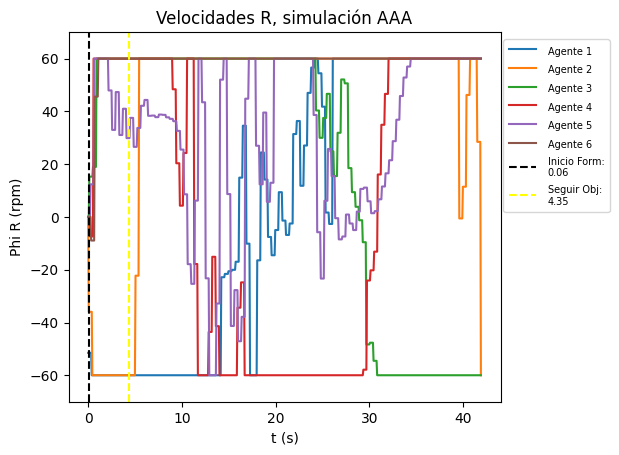 Velocidades R, simulación AAA
Phi R (rpm)
60
40
20
0
−20
−40
−60
0
10
20
30
40
t (s)
Agente 1
Agente 2
Agente 3
Agente 4
Agente 5
Agente 6
Inicio Form:
0.06
Seguir Obj:
4.35